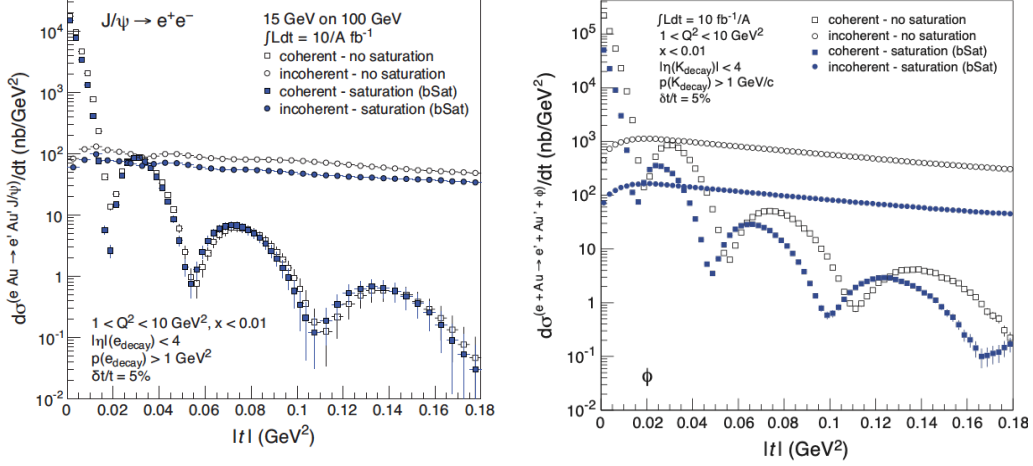 J/ψ → e⁺e⁻
15 GeV on 100 GeV
∫Ldt = 10/A fb⁻¹
coherent - no saturation
incoherent - no saturation
coherent - saturation (bSat)
incoherent - saturation (bSat)
1 < Q² < 10 GeV², x < 0.01
|η|(e_decay) < 4
p(e_decay) > 1 GeV²
δt/t = 5%
dσ^(e Au → e' Au' J/ψ)/dt (nb/GeV²)
10⁴
10³
10²
10
1
10⁻¹
10⁻²
0 0.02 0.04 0.06 0.08 0.1 0.12 0.14 0.16 0.18
|t| (GeV²)
∫Ldt = 10 fb⁻¹/A
1 < Q² < 10 GeV²
x < 0.01
|η(K_decay)| < 4
p(K_decay) > 1 GeV/c
δt/t = 5%
coherent - no saturation
incoherent - no saturation
coherent - saturation (bSat)
incoherent - saturation (bSat)
ϕ
dσ^(e + Au → e' + Au' + ϕ)/dt (nb/GeV²)
10⁵
10⁴
10³
10²
10
1
10⁻¹
10⁻²
0 0.02 0.04 0.06 0.08 0.1 0.12 0.14 0.16 0.18
|t| (GeV²)